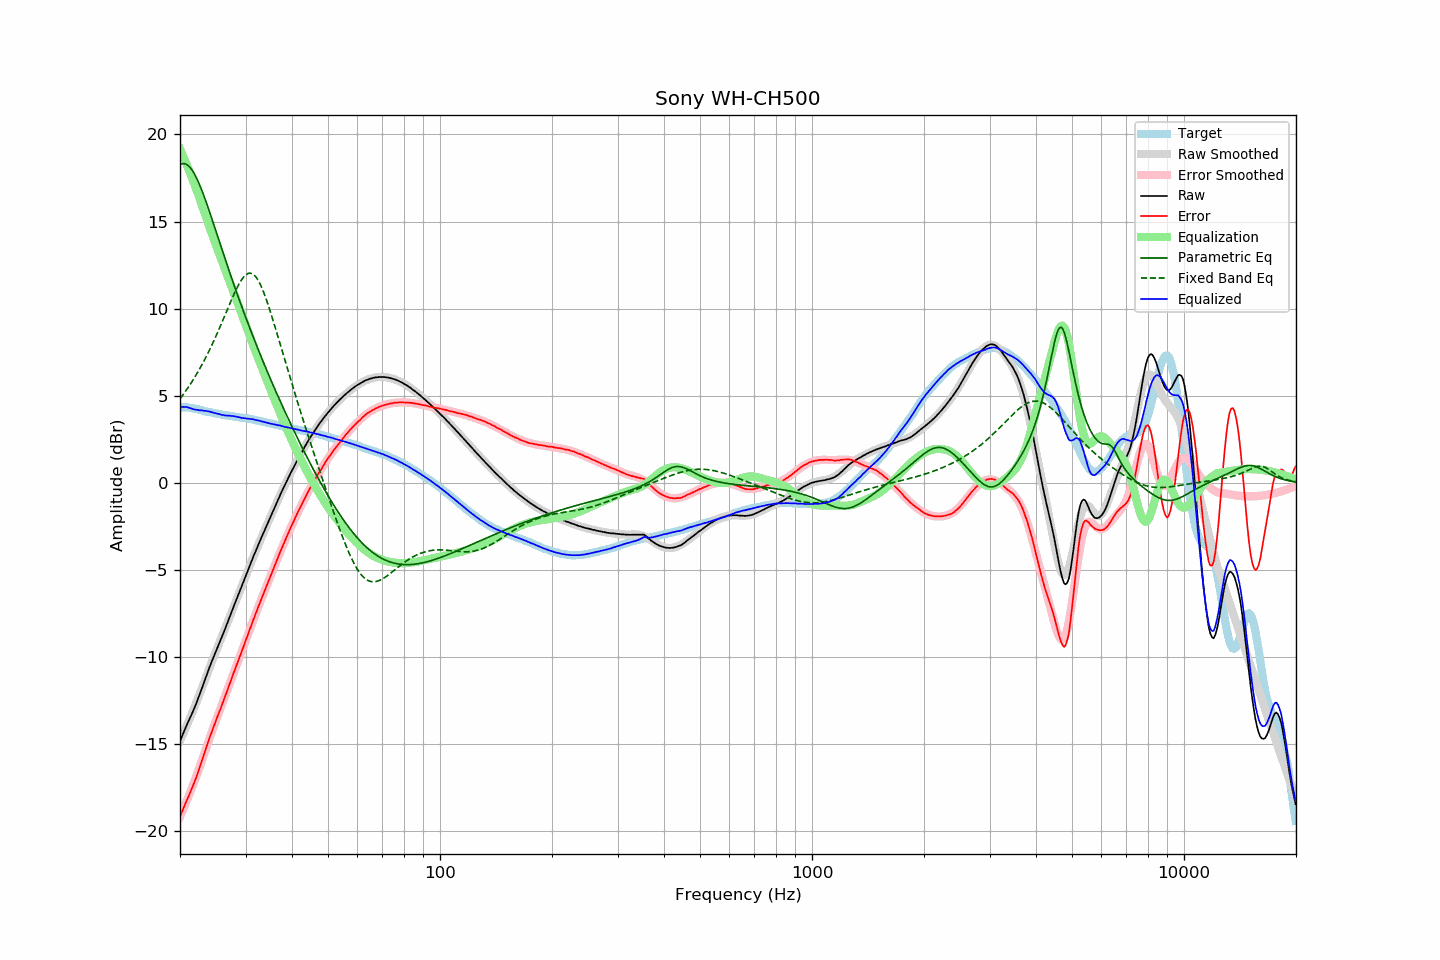 Sony WH-CH500
20
15
10
5
0
−5
−10
−15
−20
Amplitude (dBr)
100
1000
10000
Frequency (Hz)
Target
Raw Smoothed
Error Smoothed
Raw
Error
Equalization
Parametric Eq
Fixed Band Eq
Equalized